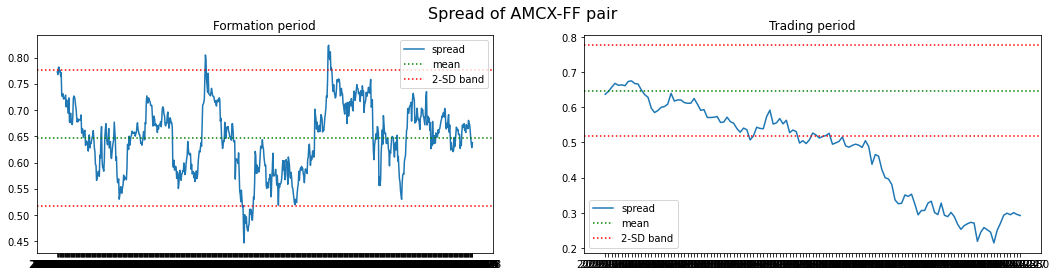 Spread of AMCX-FF pair
Formation period
0.80
0.75
0.70
0.65
0.60
0.55
0.50
0.45
spread
mean
2-SD band
Trading period
0.8
0.7
0.6
0.5
0.4
0.3
0.2
spread
mean
2-SD band